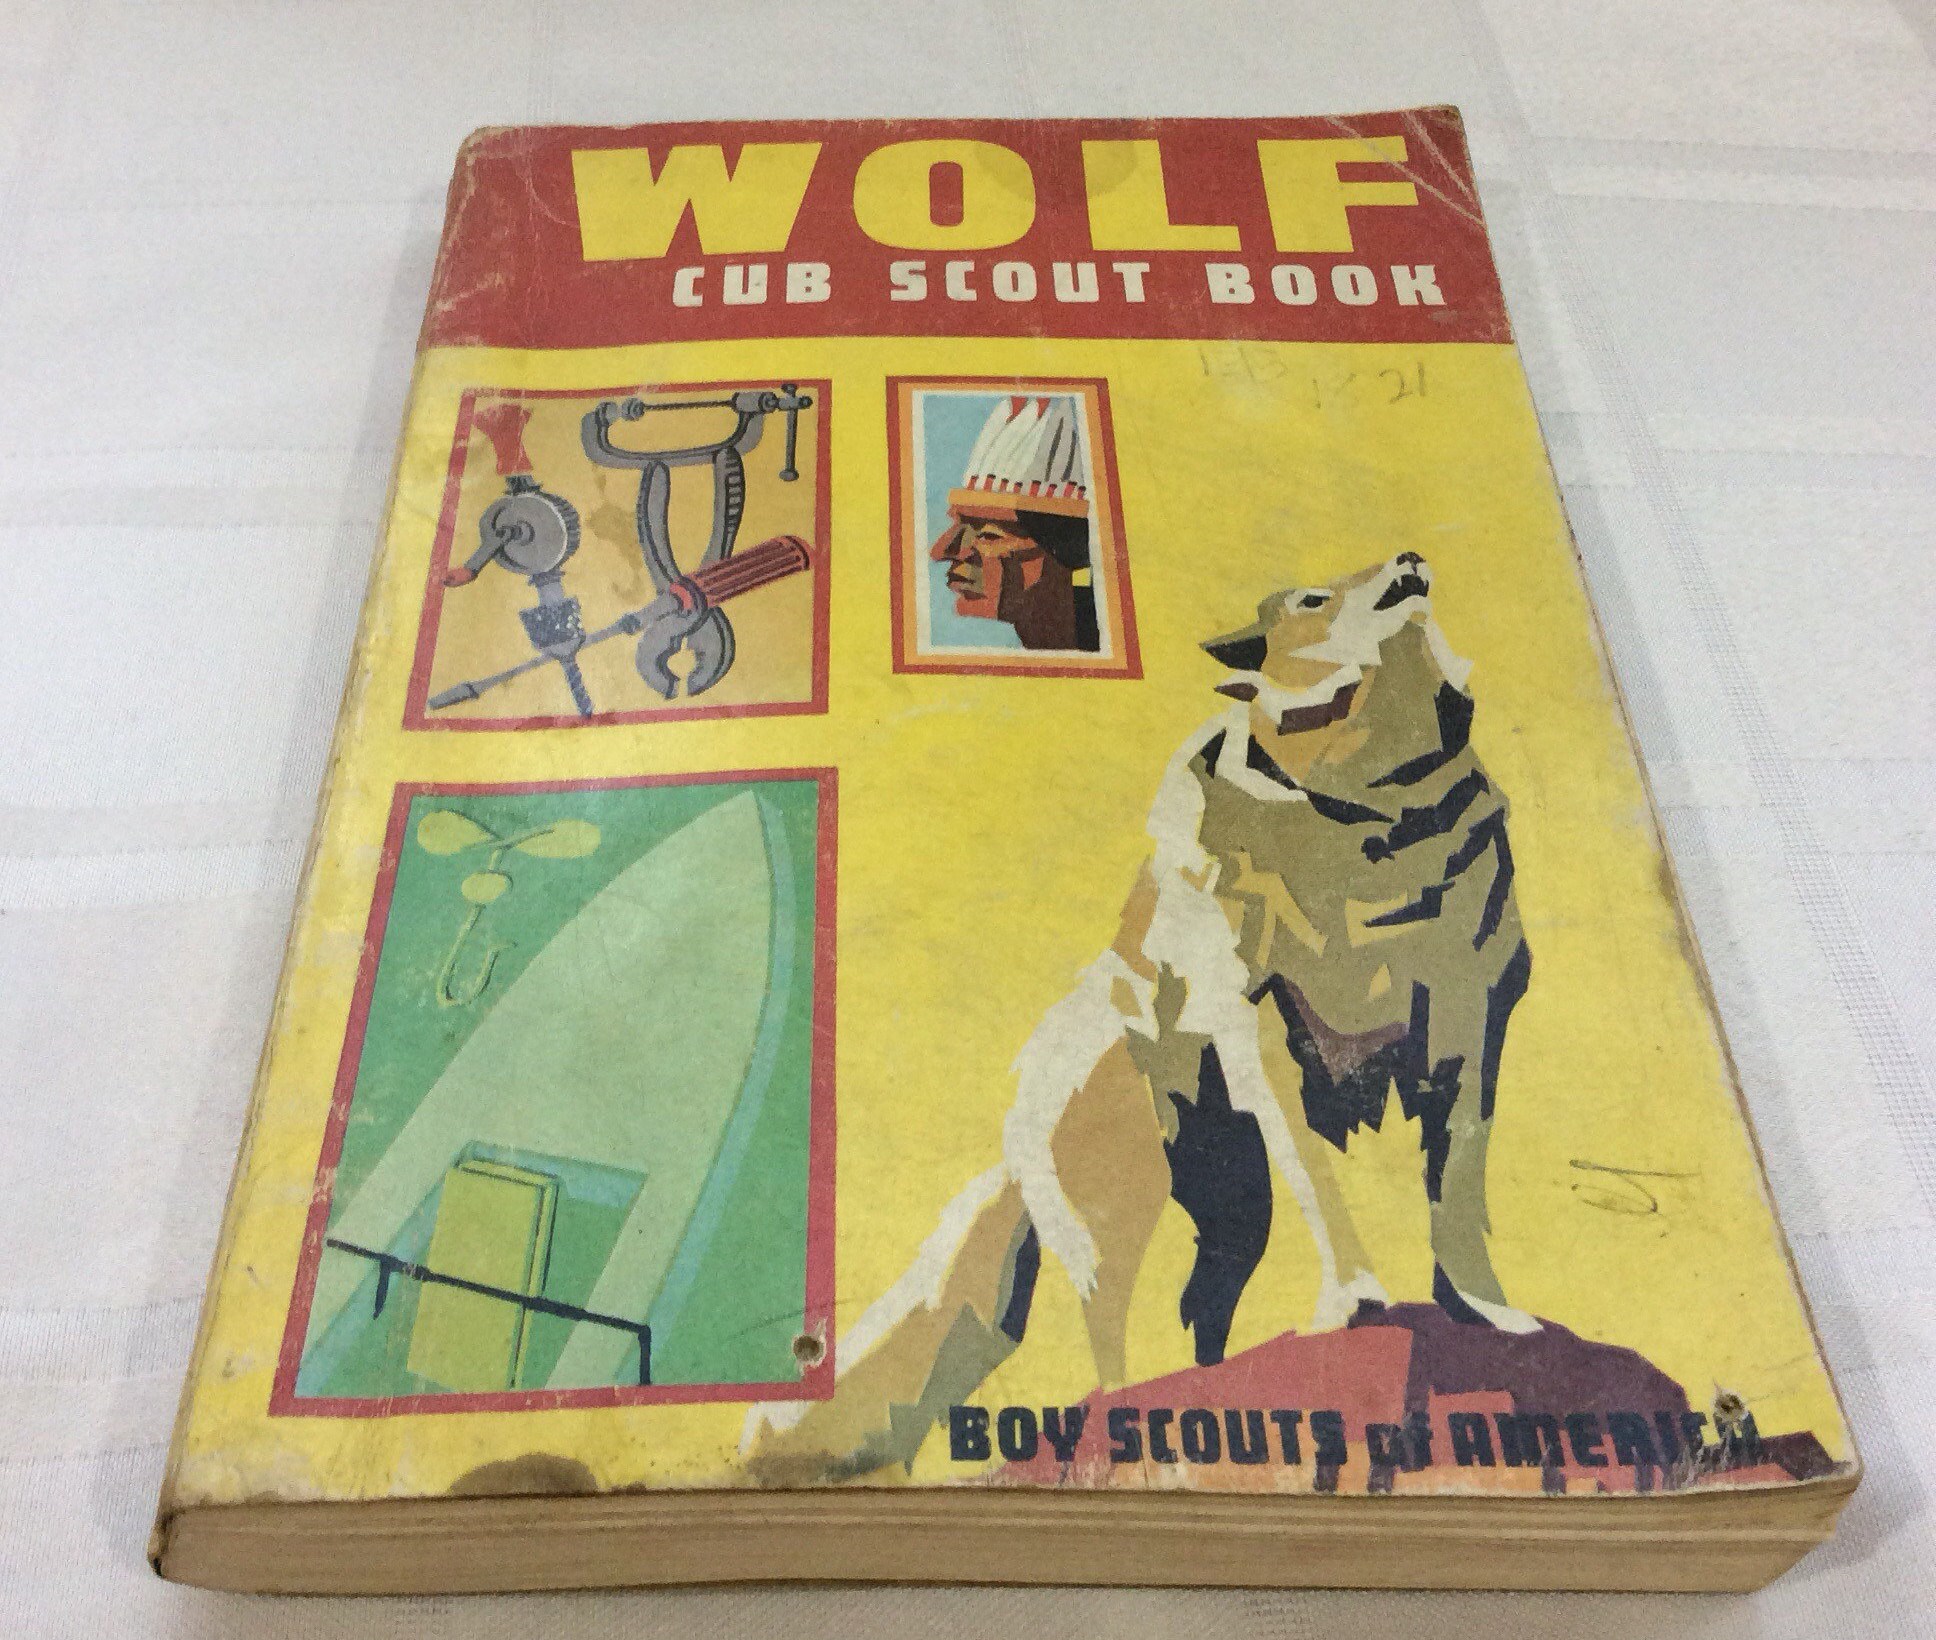 WOLF
CUB SCOUT BOOK
BOY SCOUTS of AMERICA